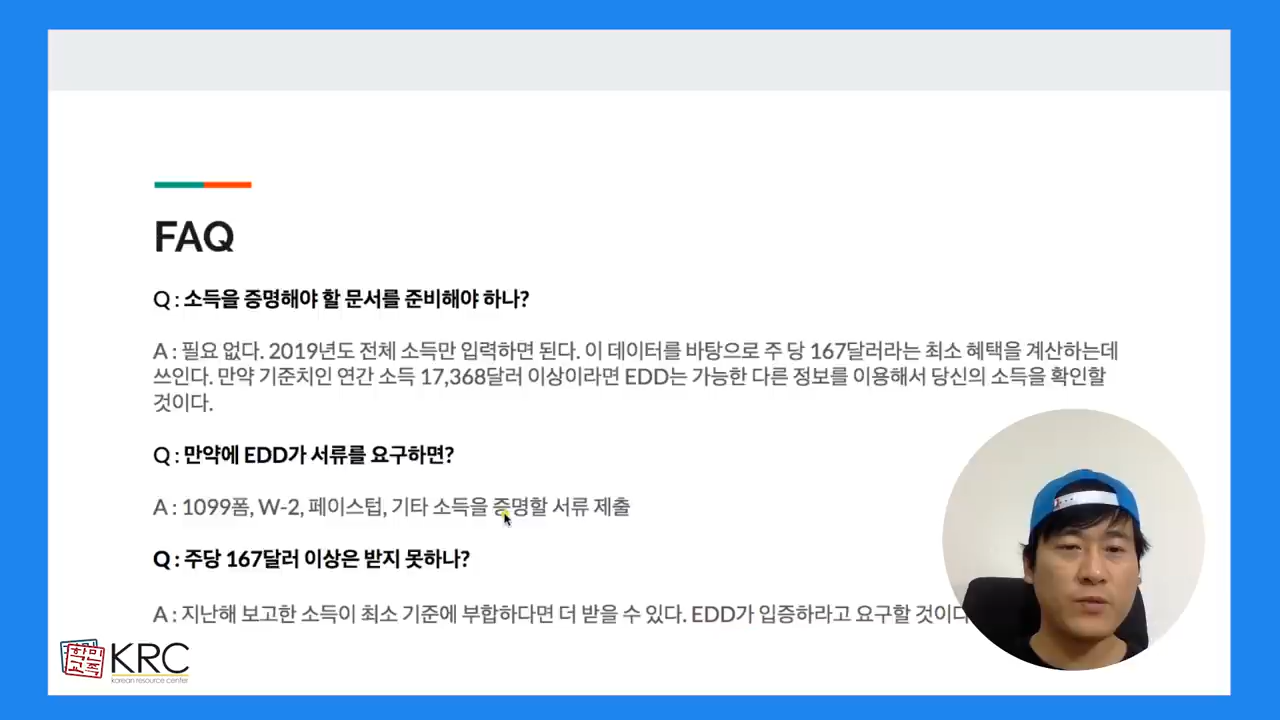 FAQ
Q : 소득을 증명해야 할 문서를 준비해야 하나?
A : 필요 없다. 2019년도 전체 소득만 입력하면 된다. 이 데이터를 바탕으로 주 당 167달러라는 최소 혜택을 계산하는데
쓰인다. 만약 기준치인 연간 소득 17,368달러 이상이라면 EDD는 가능한 다른 정보를 이용해서 당신의 소득을 확인할
것이다.
Q : 만약에 EDD가 서류를 요구하면?
A : 1099폼, W-2, 페이스텁, 기타 소득을 증명할 서류 제출
Q : 주당 167달러 이상은 받지 못하나?
A : 지난해 보고한 소득이 최소 기준에 부합하다면 더 받을 수 있다. EDD가 입증하라고 요구할 것이다
민족
학교
KRC
korean resource center